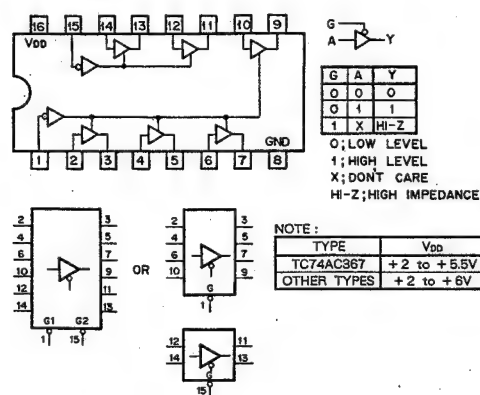 16 15 14 13 12 11 10 9
VDD
GND
1 2 3 4 5 6 7 8
G
A Y
G A Y
0 0 0
0 1 1
1 X HI-Z
0;LOW LEVEL
1;HIGH LEVEL
X;DON'T CARE
HI-Z;HIGH IMPEDANCE
2 3
4 5
6 7
10 9
12 11
14 13
G1 G2
1 15
OR
2 3
4 5
6 7
10 9
G
1
12 11
14 13
G
15
NOTE:
TYPE VDD
TC74AC367 +2 to +5.5V
OTHER TYPES +2 to +6V